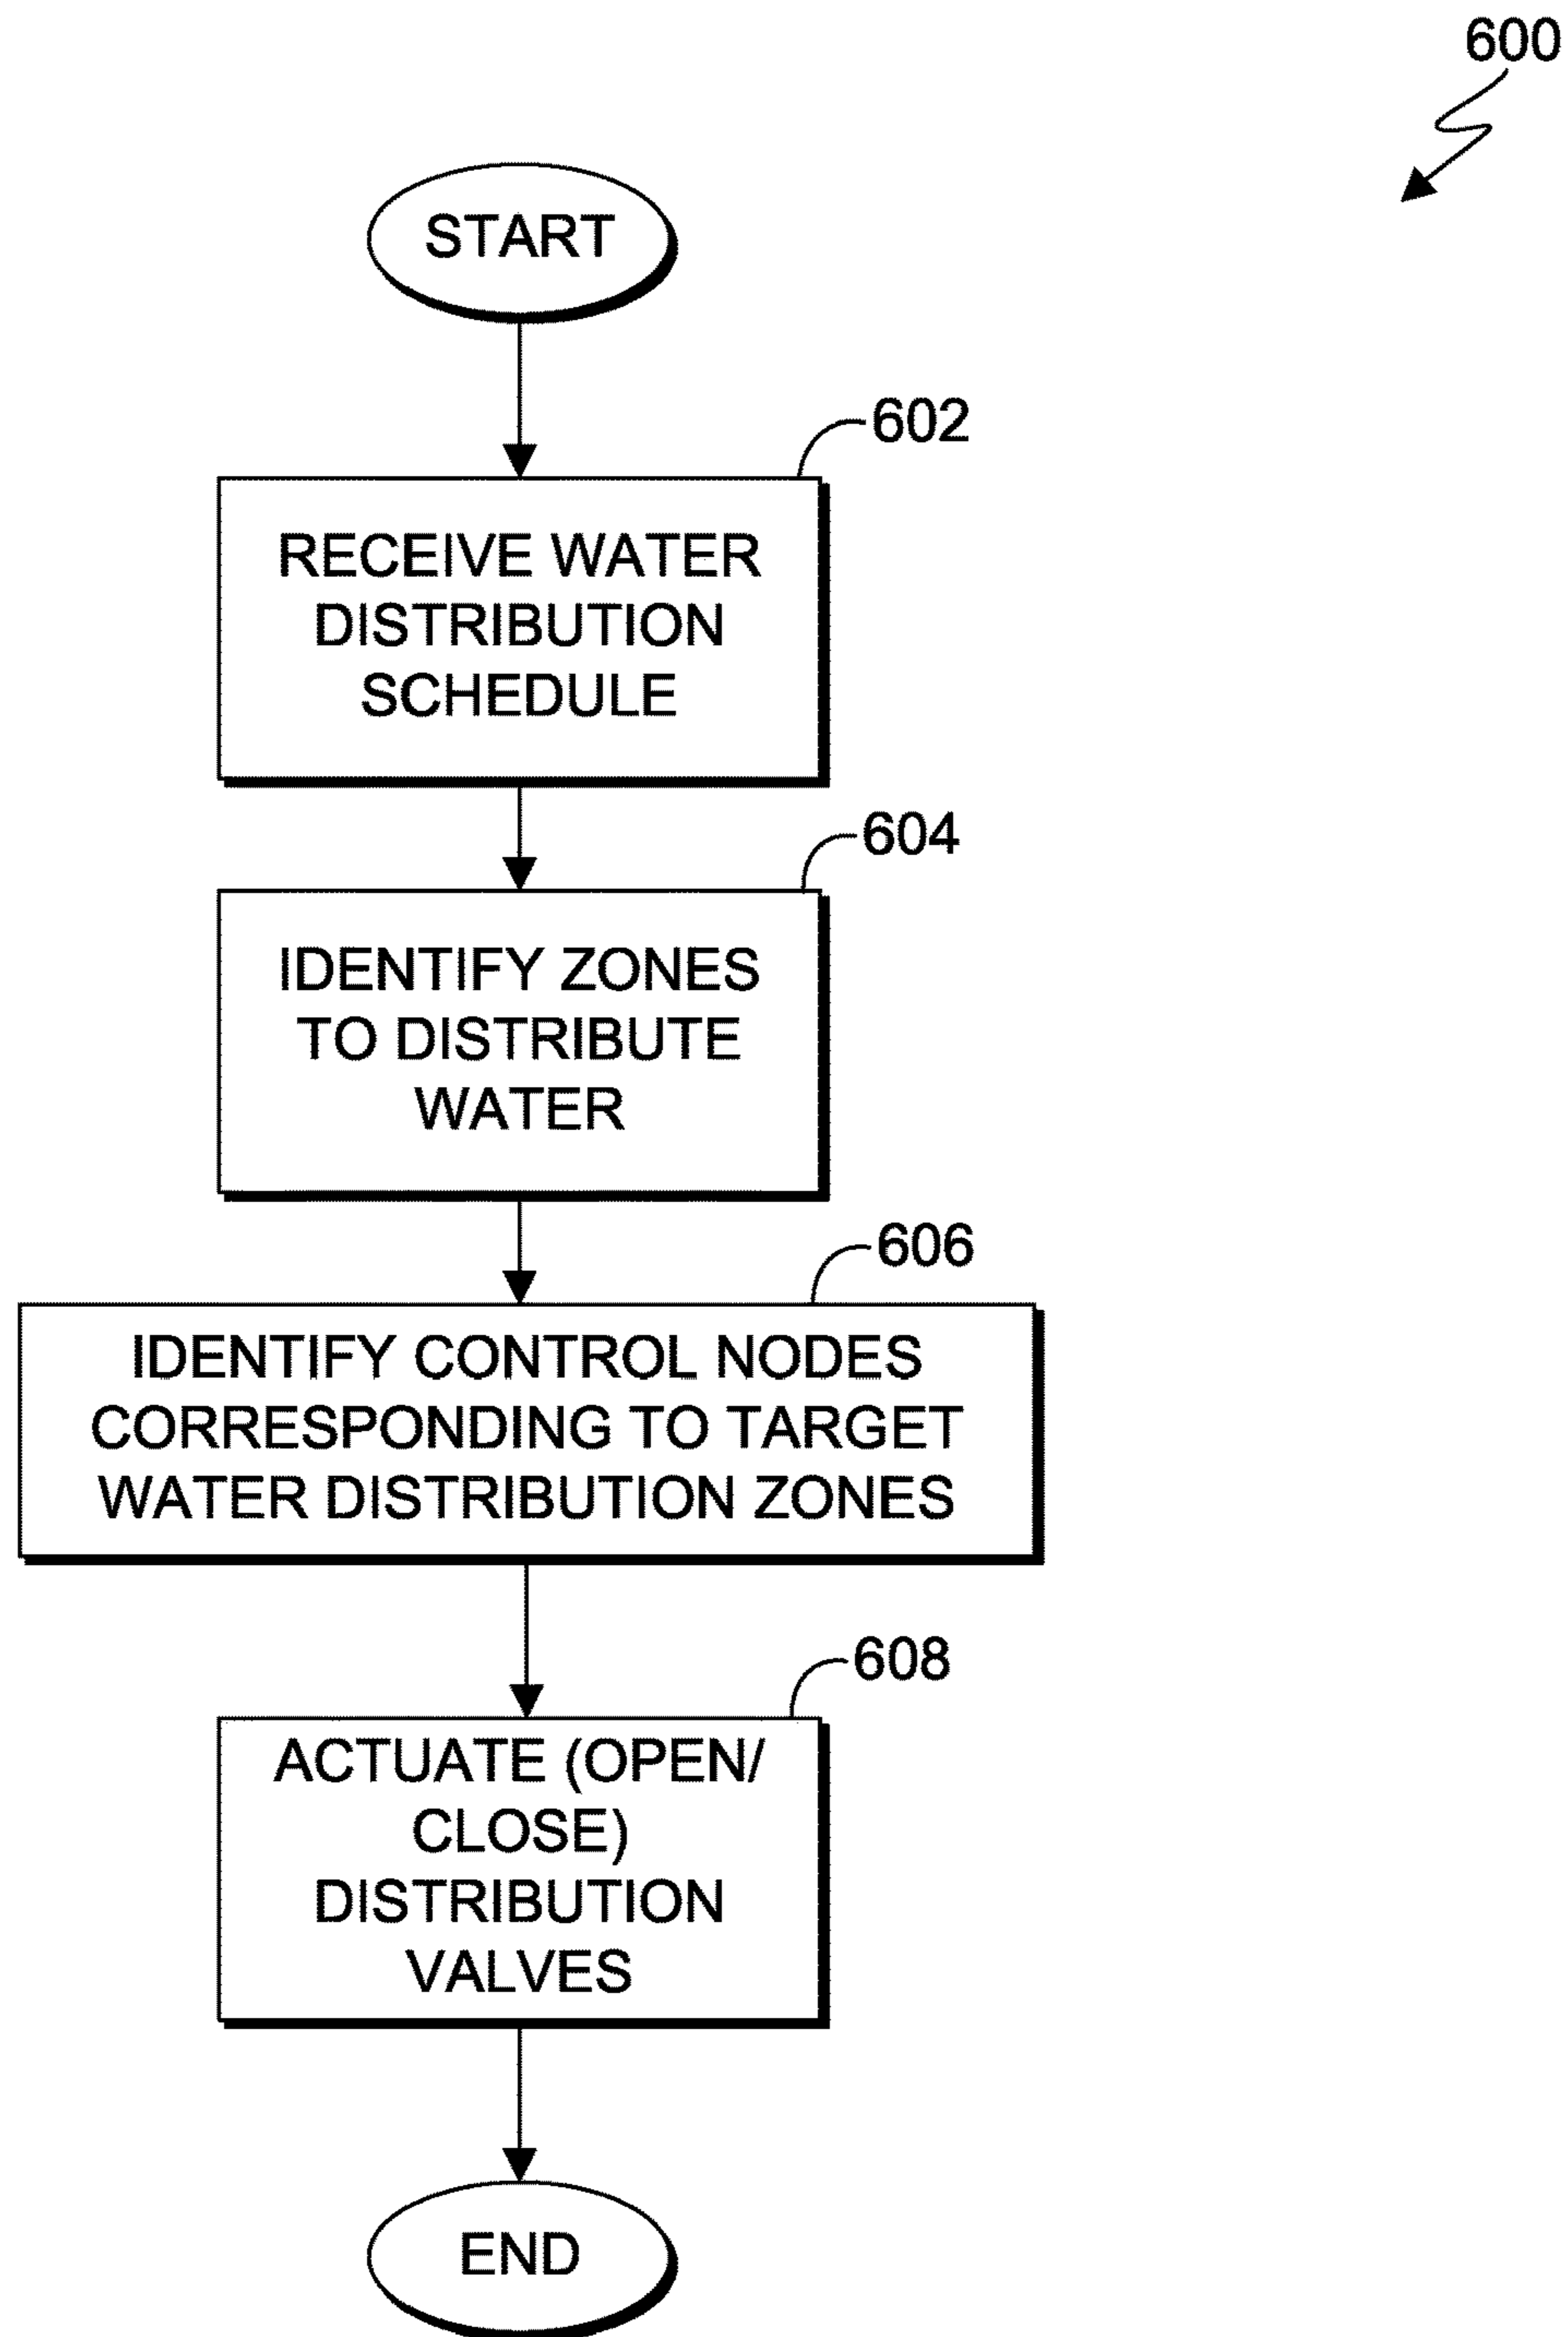 600
START
602
RECEIVE WATER
DISTRIBUTION
SCHEDULE
604
IDENTIFY ZONES
TO DISTRIBUTE
WATER
606
IDENTIFY CONTROL NODES
CORRESPONDING TO TARGET
WATER DISTRIBUTION ZONES
608
ACTUATE (OPEN/
CLOSE)
DISTRIBUTION
VALVES
END